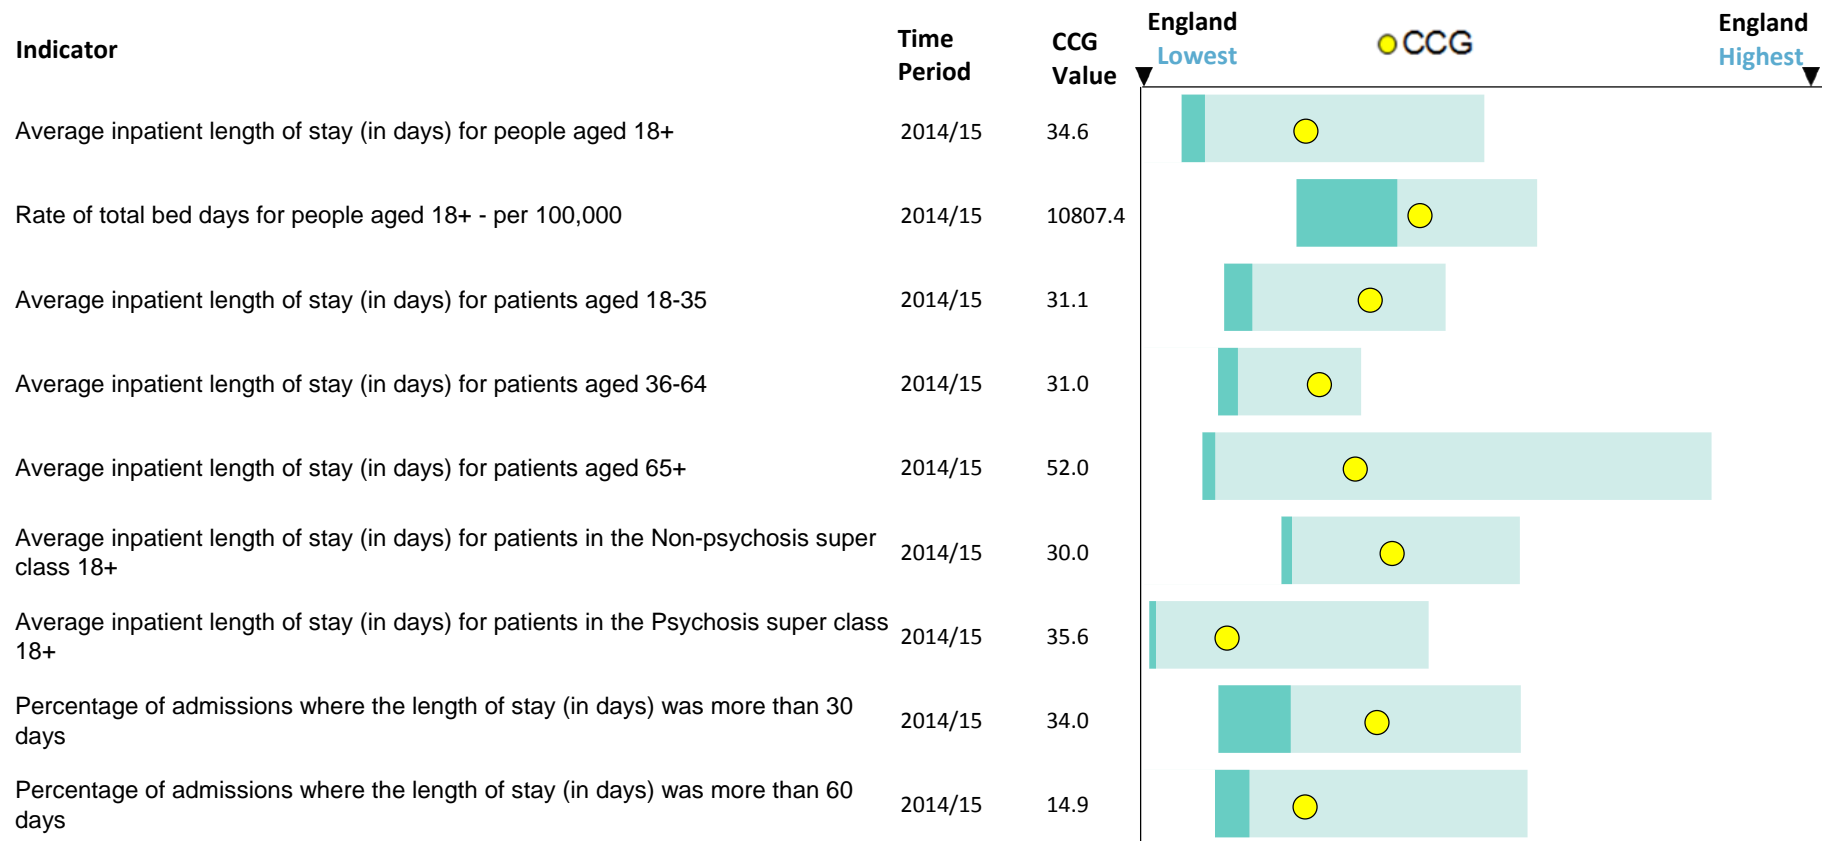 Indicator
Time
Period
CCG
Value
England
Lowest
CCG
England
Highest
Average inpatient length of stay (in days) for people aged 18+ 2014/15 34.6
Rate of total bed days for people aged 18+ - per 100,000 2014/15 10807.4
Average inpatient length of stay (in days) for patients aged 18-35 2014/15 31.1
Average inpatient length of stay (in days) for patients aged 36-64 2014/15 31.0
Average inpatient length of stay (in days) for patients aged 65+ 2014/15 52.0
Average inpatient length of stay (in days) for patients in the Non-psychosis super
class 18+
2014/15 30.0
Average inpatient length of stay (in days) for patients in the Psychosis super class
18+
2014/15 35.6
Percentage of admissions where the length of stay (in days) was more than 30
days
2014/15 34.0
Percentage of admissions where the length of stay (in days) was more than 60
days
2014/15 14.9